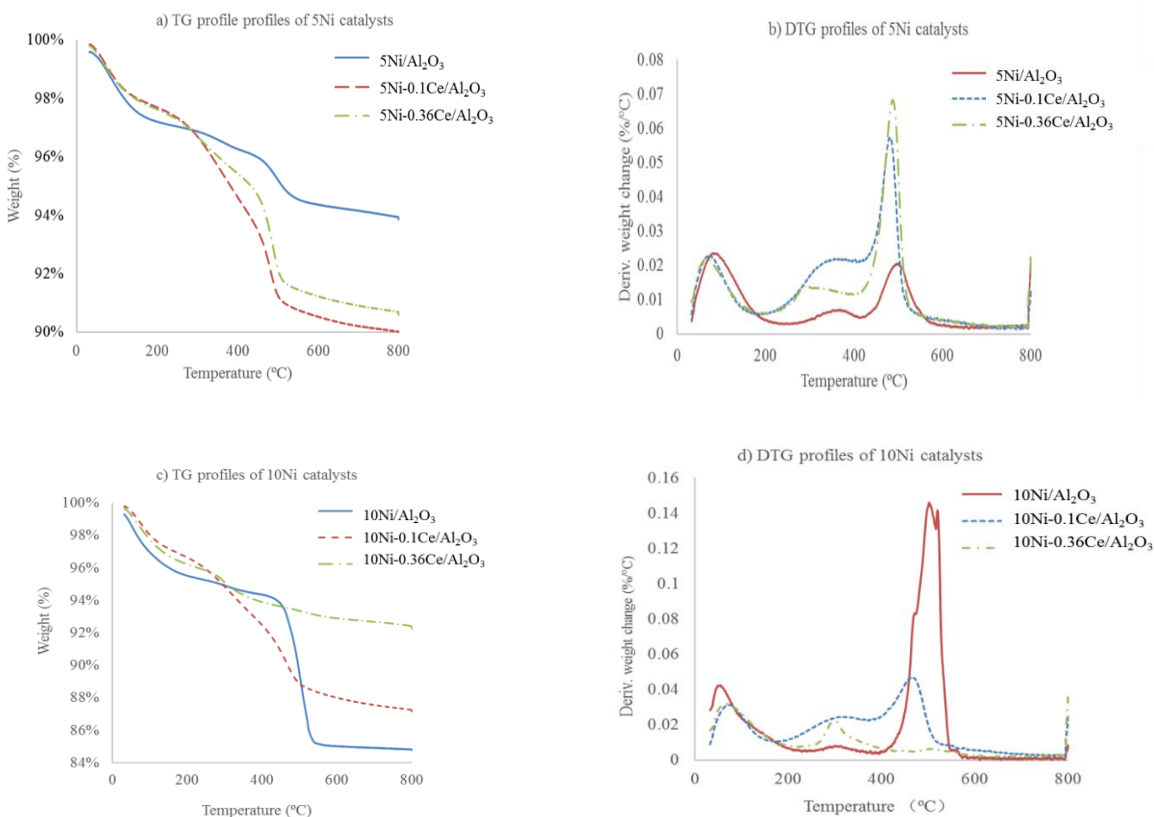 a) TG profile profiles of 5Ni catalysts
100%
98%
96%
94%
92%
90%
Weight (%)
0
200
400
600
800
Temperature (ºC)
5Ni/Al₂O₃
5Ni-0.1Ce/Al₂O₃
5Ni-0.36Ce/Al₂O₃
b) DTG profiles of 5Ni catalysts
0.08
0.07
0.06
0.05
0.04
0.03
0.02
0.01
0
Deriv. weight change (%/°C)
0
200
400
600
800
Temperature (ºC)
5Ni/Al₂O₃
5Ni-0.1Ce/Al₂O₃
5Ni-0.36Ce/Al₂O₃
c) TG profiles of 10Ni catalysts
100%
98%
96%
94%
92%
90%
88%
86%
84%
Weight (%)
0
200
400
600
800
Temperature (ºC)
10Ni/Al₂O₃
10Ni-0.1Ce/Al₂O₃
10Ni-0.36Ce/Al₂O₃
d) DTG profiles of 10Ni catalysts
0.16
0.14
0.12
0.1
0.08
0.06
0.04
0.02
0
Deriv. weight change (%/°C)
0
200
400
600
800
Temperature （ºC）
10Ni/Al₂O₃
10Ni-0.1Ce/Al₂O₃
10Ni-0.36Ce/Al₂O₃